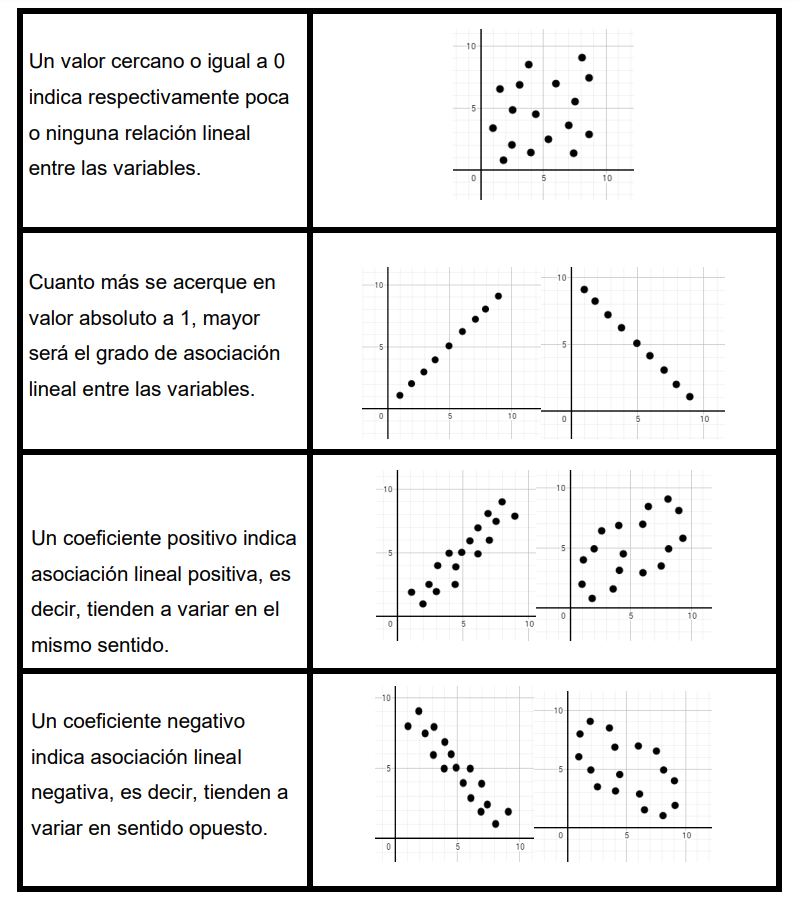 Un valor cercano o igual a 0
indica respectivamente poca
o ninguna relación lineal
entre las variables.
10
5
0
5
10
Cuanto más se acerque en
valor absoluto a 1, mayor
será el grado de asociación
lineal entre las variables.
10
5
0
5
10
10
5
0
5
10
Un coeficiente positivo indica
asociación lineal positiva, es
decir, tienden a variar en el
mismo sentido.
10
5
0
5
10
10
5
0
5
10
Un coeficiente negativo
indica asociación lineal
negativa, es decir, tienden a
variar en sentido opuesto.
10
5
0
5
10
10
5
0
5
10